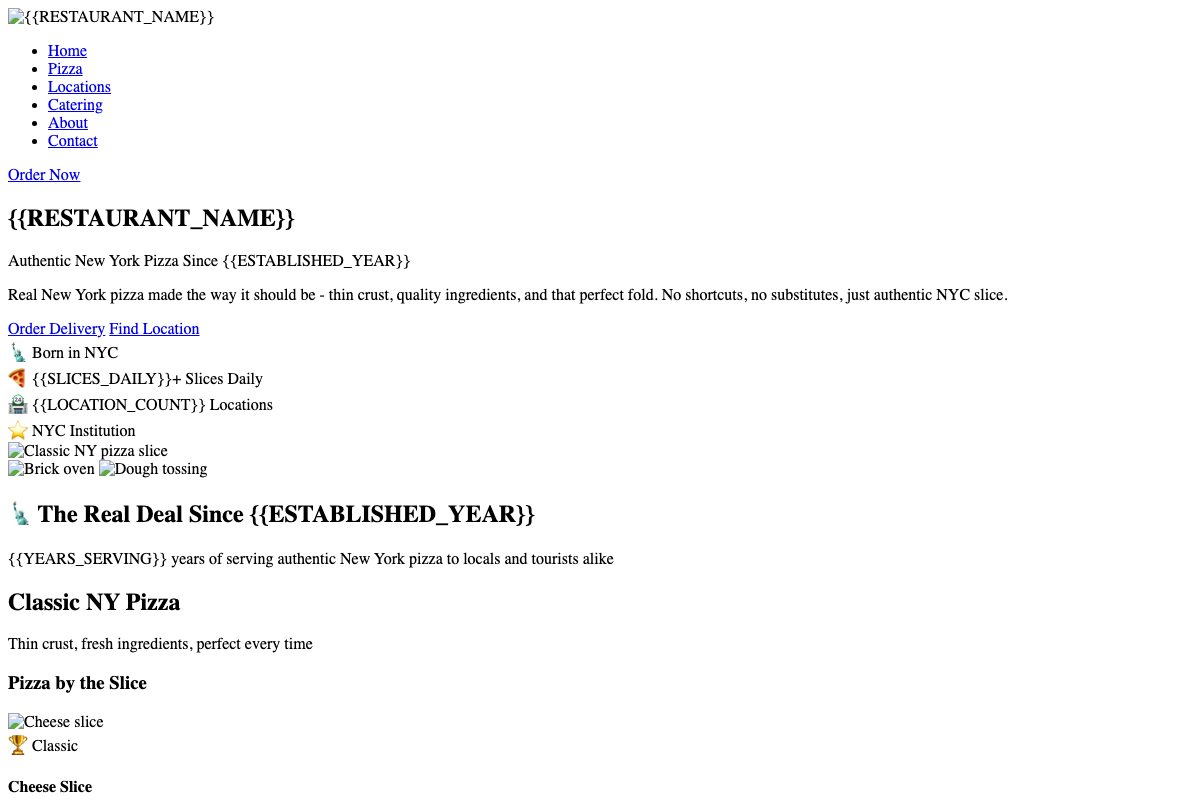 {{RESTAURANT_NAME}}
Home
Pizza
Locations
Catering
About
Contact
Order Now
{{RESTAURANT_NAME}}
Authentic New York Pizza Since {{ESTABLISHED_YEAR}}
Real New York pizza made the way it should be - thin crust, quality ingredients, and that perfect fold. No shortcuts, no substitutes, just authentic NYC slice.
Order Delivery Find Location
🗽 Born in NYC
🍕 {{SLICES_DAILY}}+ Slices Daily
🏪 {{LOCATION_COUNT}} Locations
⭐ NYC Institution
Classic NY pizza slice
Brick oven Dough tossing
🗽 The Real Deal Since {{ESTABLISHED_YEAR}}
{{YEARS_SERVING}} years of serving authentic New York pizza to locals and tourists alike
Classic NY Pizza
Thin crust, fresh ingredients, perfect every time
Pizza by the Slice
Cheese slice
🏆 Classic
Cheese Slice